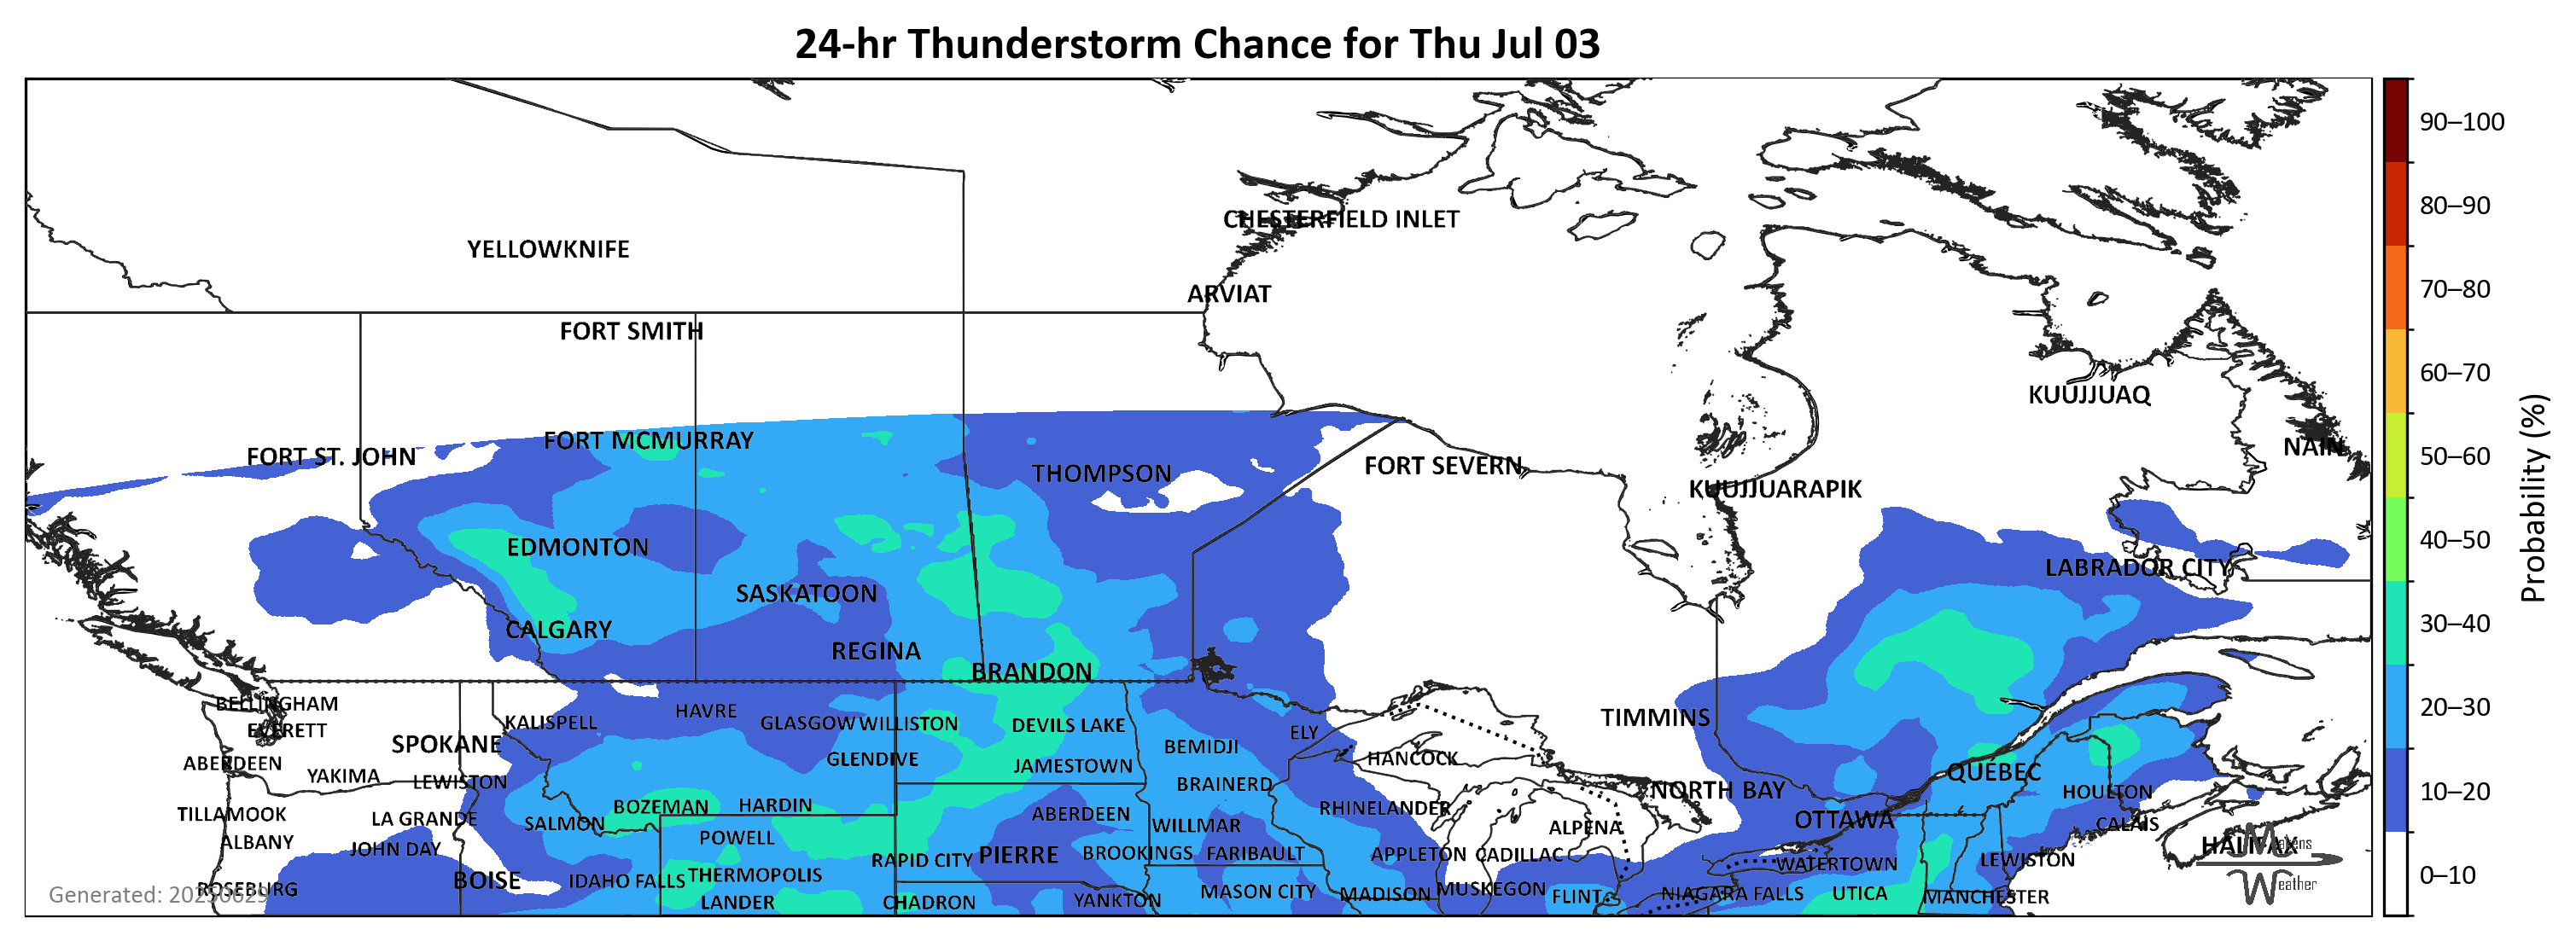 24-hr Thunderstorm Chance for Thu Jul 03
90–100
80–90
CHESTERFIELD INLET
YELLOWKNIFE
70–80
ARVIAT
FORT SMITH
60–70
KUUJJUAQ
FORT MCMURRAY
NAIN
FORT ST. JOHN
50–60
FORT SEVERN
THOMPSON
KUUJJUARAPIK
Probability (%)
40–50
EDMONTON
LABRADOR CITY
SASKATOON
30–40
CALGARY
REGINA
BRANDON
BELLINGHAM
HAVRE
20–30
TIMMINS
KALISPELL
GLASGOW WILLISTON
DEVILS LAKE
EVERETT
ELY
SPOKANE
BEMIDJI
HANCOCK
GLENDIVE
ABERDEEN
JAMESTOWN
QUÉBEC
YAKIMA
LEWISTON
BRAINERD
NORTH BAY
HOULTON
10–20
BOZEMAN
HARDIN
RHINELANDER
TILLAMOOK
ABERDEEN
LA GRANDE
OTTAWA
SALMON
WILLMAR
ALPENA
CALAIS
POWELL
ALBANY
HALIFAX
Makens
JOHN DAY
BROOKINGS
FARIBAULT
APPLETON
CADILLAC
PIERRE
RAPID CITY
LEWISTON
WATERTOWN
THERMOPOLIS
0–10
BOISE
IDAHO FALLS
Weather
ROSEBURG
MUSKEGON
MASON CITY
MADISON
NIAGARA FALLS
UTICA
Generated: 20250629
FLINT
MANCHESTER
LANDER
CHADRON
YANKTON